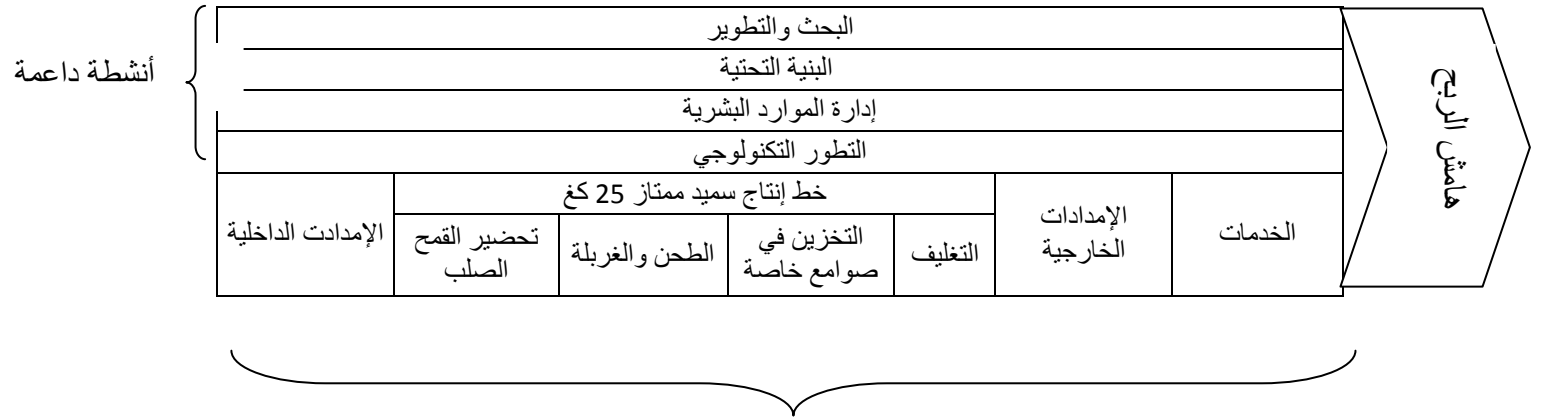 البحث والتطوير
البنية التحتية
أنشطة داعمة
إدارة الموارد البشرية
التطور التكنولوجي
هامش الربح
خط إنتاج سميد ممتاز 25 كغ
الإمدادت الداخلية
تحضير القمح
الصلب
الطحن والغربلة
التخزين في
صوامع خاصة
التغليف
الإمدادات
الخارجية
الخدمات